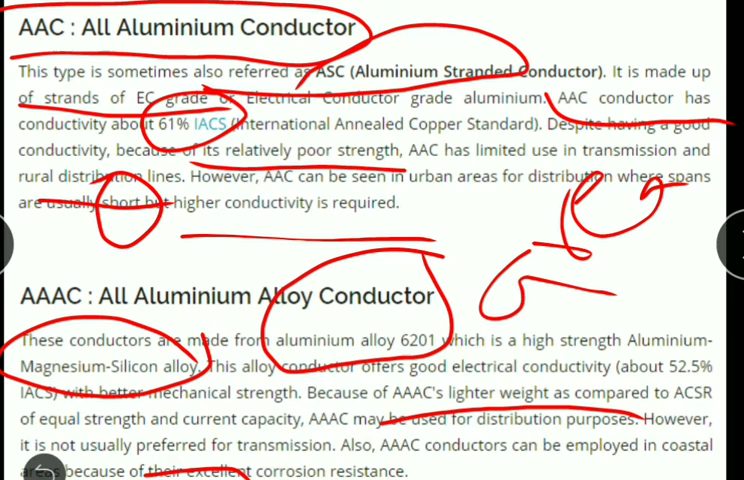 AAC : All Aluminium Conductor
This type is sometimes also referred as ASC (Aluminium Stranded Conductor). It is made up
of strands of EC grade or Electrical Conductor grade aluminium. AAC conductor has
conductivity about 61% IACS (International Annealed Copper Standard). Despite having a good
conductivity, because of its relatively poor strength, AAC has limited use in transmission and
rural distribution lines. However, AAC can be seen in urban areas for distribution where spans
are usually short but higher conductivity is required.
AAAC : All Aluminium Alloy Conductor
These conductors are made from aluminium alloy 6201 which is a high strength Aluminium-
Magnesium-Silicon alloy. This alloy conductor offers good electrical conductivity (about 52.5%
IACS) with better mechanical strength. Because of AAAC's lighter weight as compared to ACSR
of equal strength and current capacity, AAAC may be used for distribution purposes. However,
it is not usually preferred for transmission. Also, AAAC conductors can be employed in coastal
areas because of their excellent corrosion resistance.